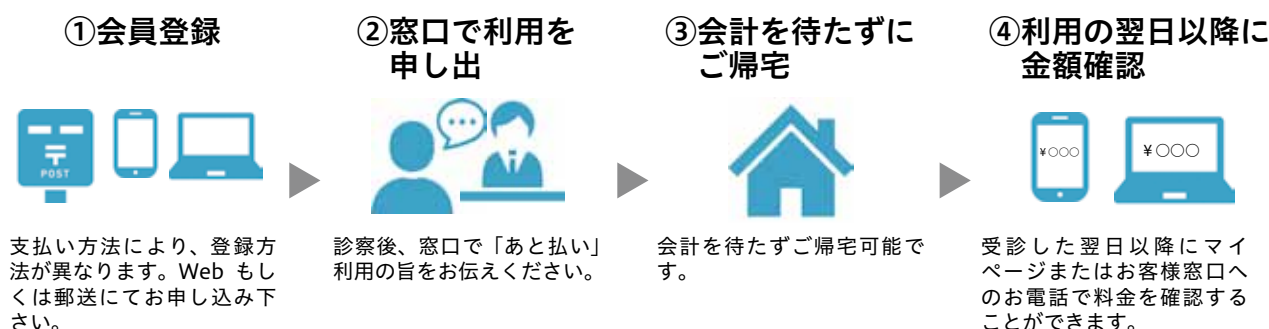 ①会員登録
②窓口で利用を
申し出
③会計を待たずに
ご帰宅
④利用の翌日以降に
金額確認
〒
POST
¥○○○
¥○○○
支払い方法により、登録方
法が異なります。Web もし
くは郵送にてお申し込み下
さい。
診察後、窓口で「あと払い」
利用の旨をお伝えください。
会計を待たずご帰宅可能で
す。
受診した翌日以降にマイ
ページまたはお客様窓口へ
のお電話で料金を確認する
ことができます。